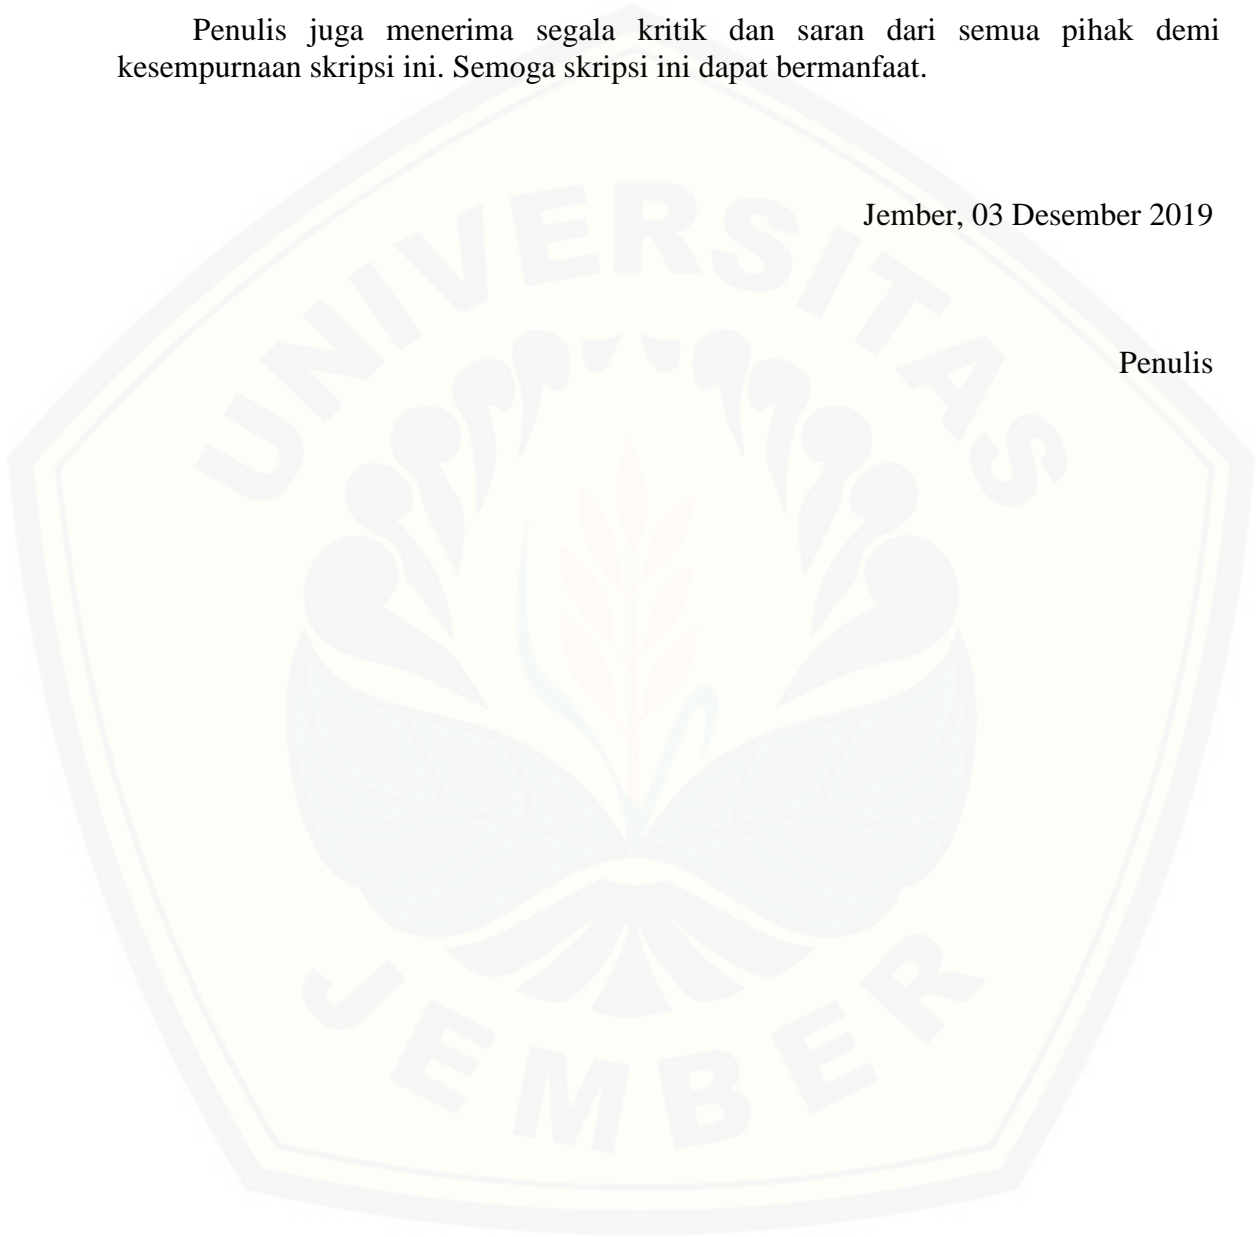 Penulis juga menerima segala kritik dan saran dari semua pihak demi
kesempurnaan skripsi ini. Semoga skripsi ini dapat bermanfaat.
Jember, 03 Desember 2019
Penulis
UNIVERSITAS
JEMBER